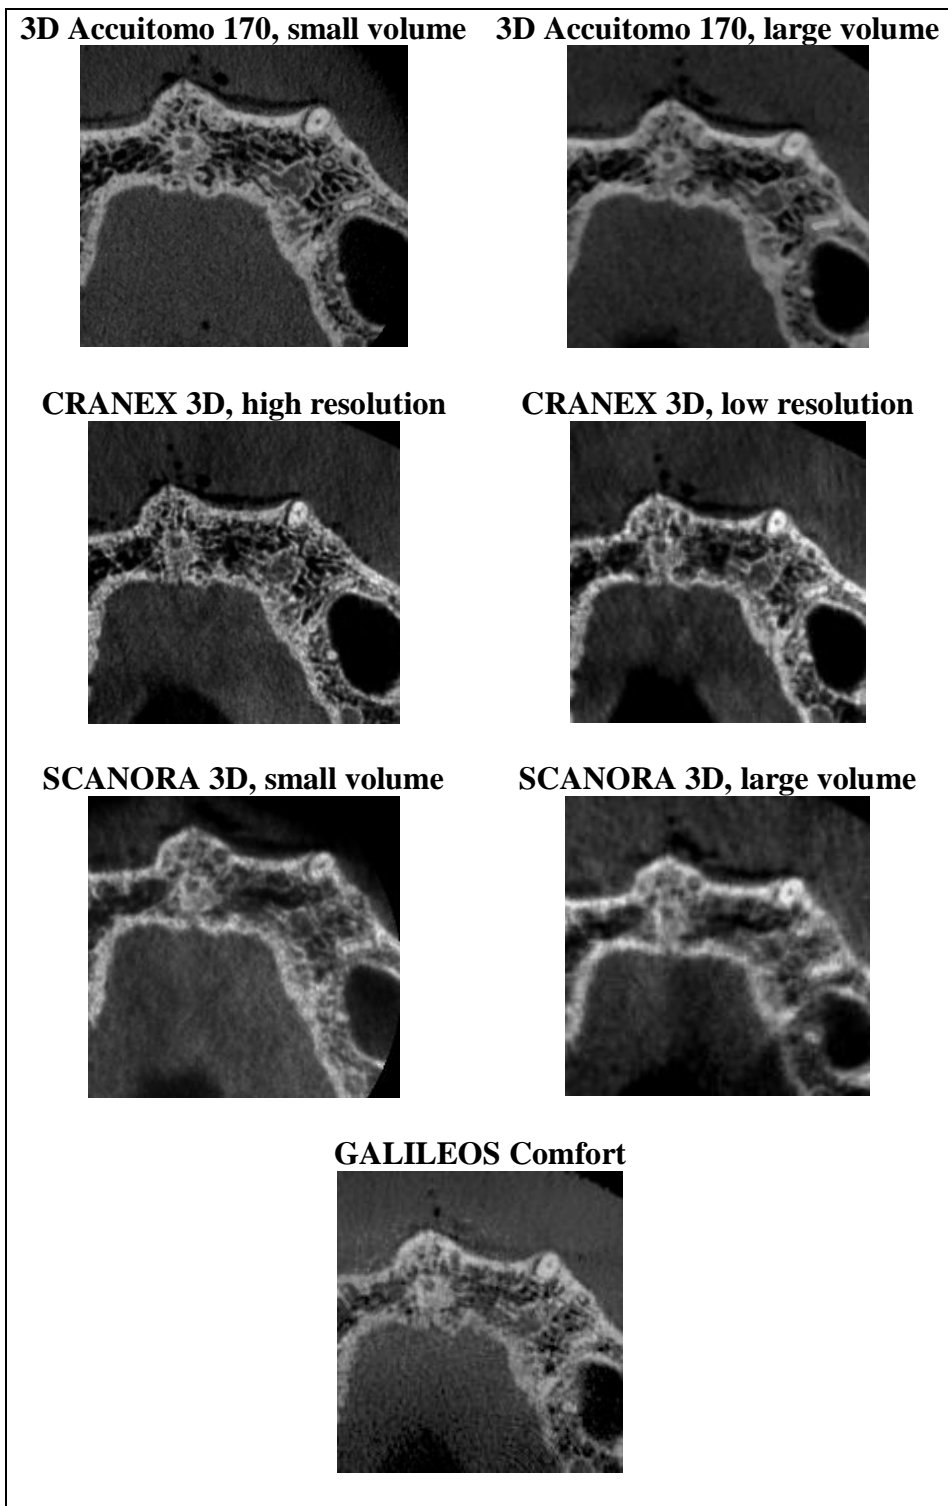 3D Accuitomo 170, small volume
3D Accuitomo 170, large volume
CRANEX 3D, high resolution
CRANEX 3D, low resolution
SCANORA 3D, small volume
SCANORA 3D, large volume
GALILEOS Comfort